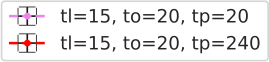 tl=15, to=20, tp=20
tl=15, to=20, tp=240